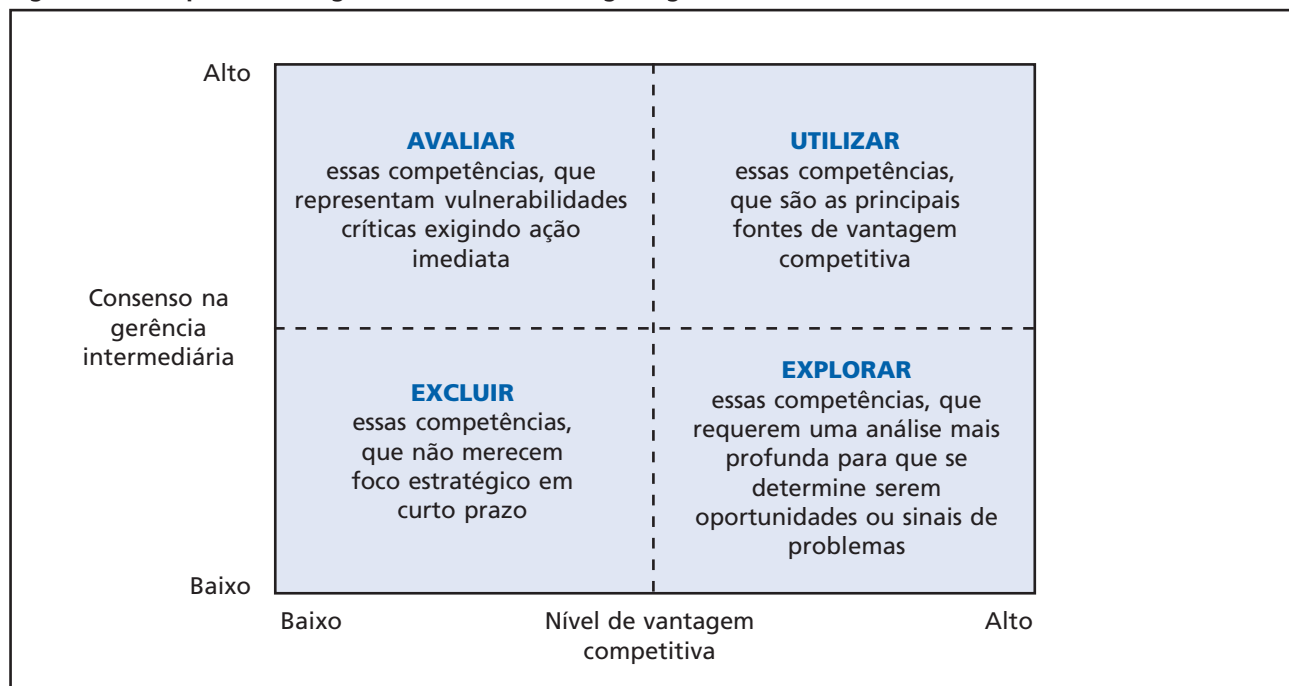 Alto
AVALIAR
essas competências, que
representam vulnerabilidades
críticas exigindo ação
imediata
UTILIZAR
essas competências,
que são as principais
fontes de vantagem
competitiva
Consenso na
gerência
intermediária
EXCLUIR
essas competências,
que não merecem
foco estratégico em
curto prazo
EXPLORAR
essas competências, que
requerem uma análise mais
profunda para que se
determine serem
oportunidades ou sinais de
problemas
Baixo
Baixo
Nível de vantagem
competitiva
Alto